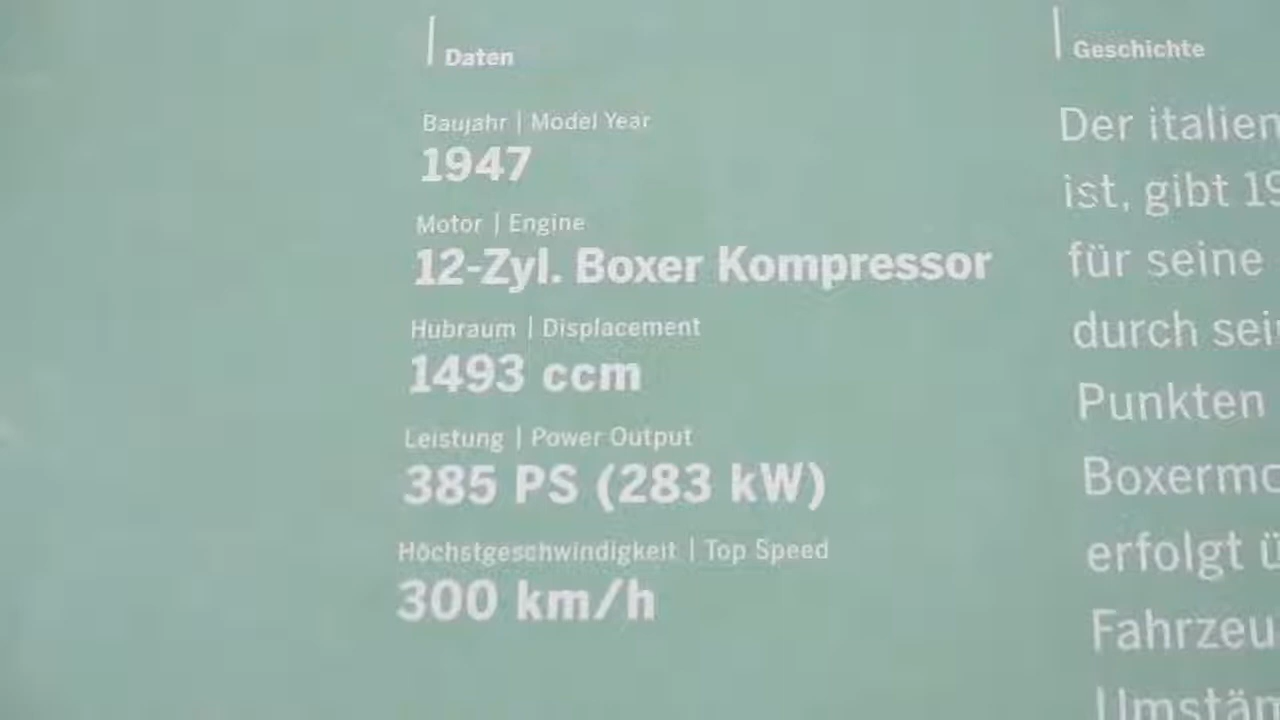 Daten
Baujahr | Model Year
1947
Motor | Engine
12-Zyl. Boxer Kompressor
Hubraum | Displacement
1493 ccm
Leistung | Power Output
385 PS (283 kW)
Höchstgeschwindigkeit | Top Speed
300 km/h
Geschichte
Der italien
ist, gibt 19
für seine
durch sei
Punkten
Boxermo
erfolgt ü
Fahrzeu
Umstän